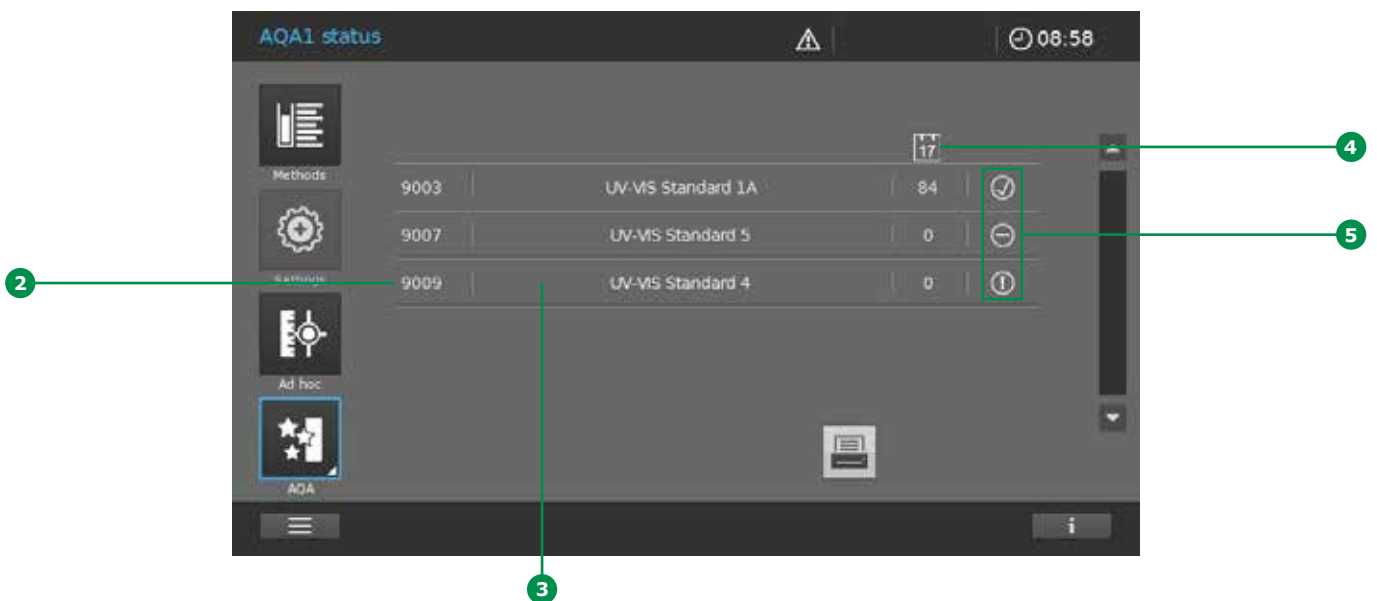 AQA1 status 08:58
17 4
Methods
9003 UV-VIS Standard 1A 84
9007 UV-VIS Standard 5 0 5
Settings
2 9009 UV-VIS Standard 4 0
Ad hoc
AQA
i
3